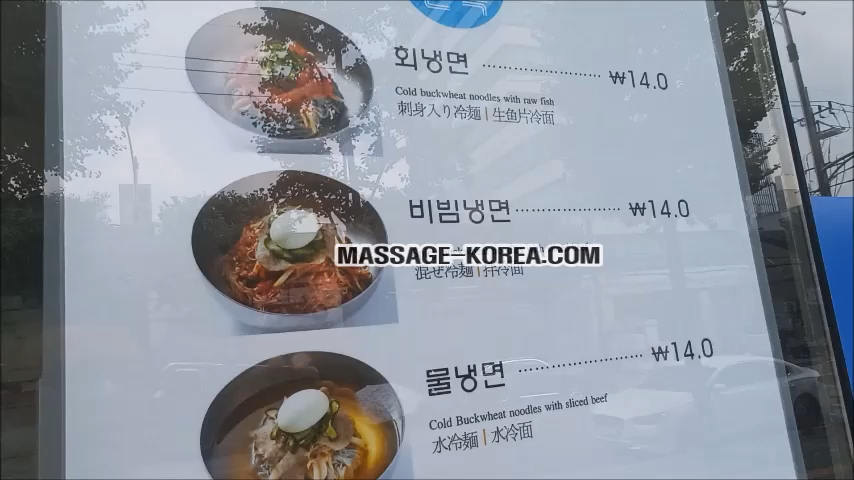 회냉면 ........................ ₩14.0
Cold buckwheat noodles with raw fish
刺身入り冷麺 | 生鱼片冷面
비빔냉면 ..................... ₩14.0
MASSAGE-KOREA.COM
混ぜ冷麺 | 拌冷面
물냉면 ........................ ₩14.0
Cold Buckwheat noodles with sliced beef
水冷麺 | 水冷面